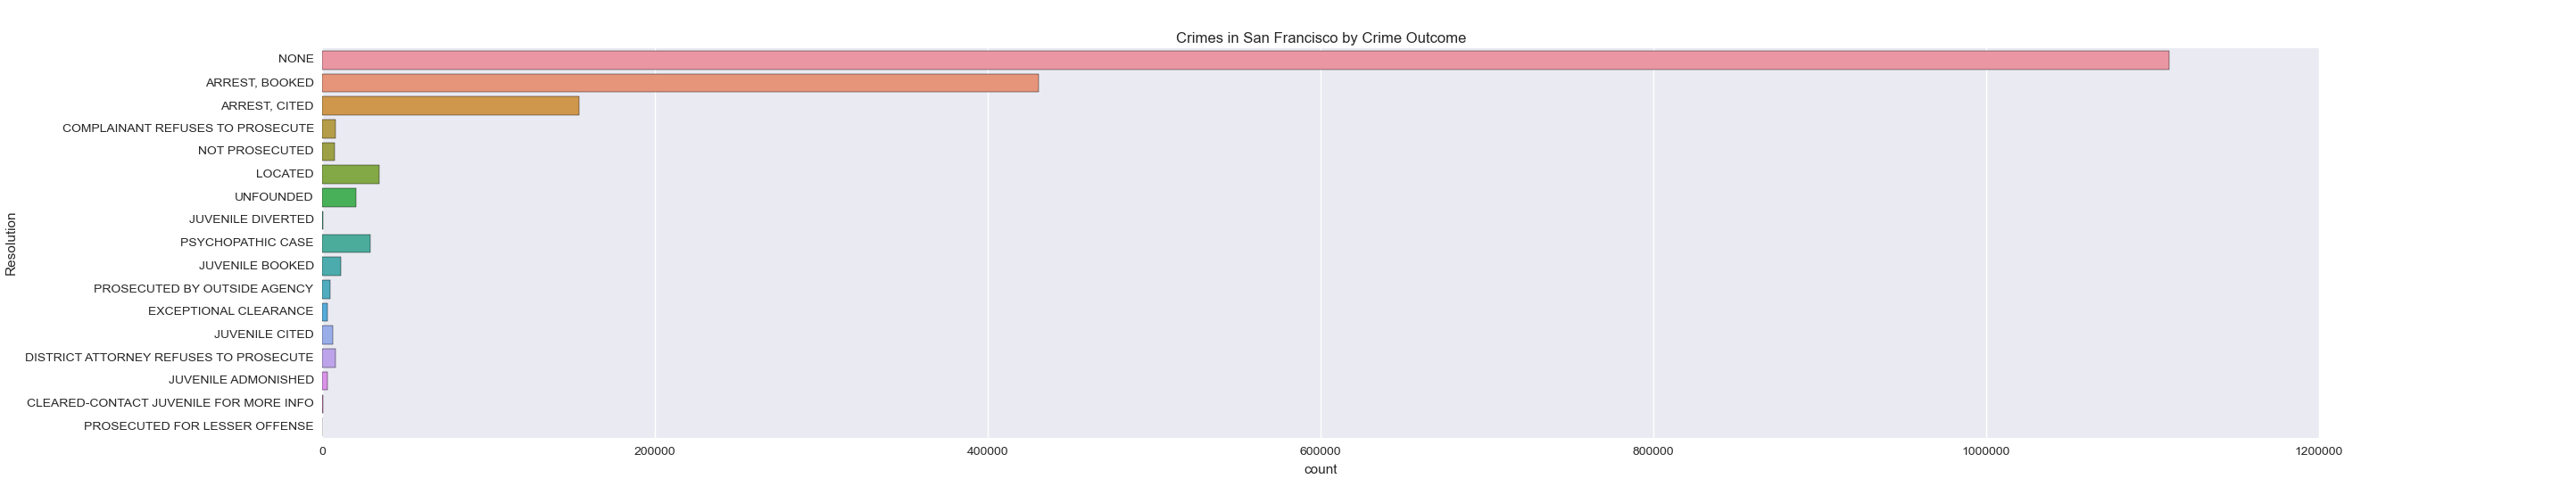 Crimes in San Francisco by Crime Outcome
Resolution
NONE
ARREST, BOOKED
ARREST, CITED
COMPLAINANT REFUSES TO PROSECUTE
NOT PROSECUTED
LOCATED
UNFOUNDED
JUVENILE DIVERTED
PSYCHOPATHIC CASE
JUVENILE BOOKED
PROSECUTED BY OUTSIDE AGENCY
EXCEPTIONAL CLEARANCE
JUVENILE CITED
DISTRICT ATTORNEY REFUSES TO PROSECUTE
JUVENILE ADMONISHED
CLEARED-CONTACT JUVENILE FOR MORE INFO
PROSECUTED FOR LESSER OFFENSE
0 200000 400000 600000 800000 1000000 1200000
count